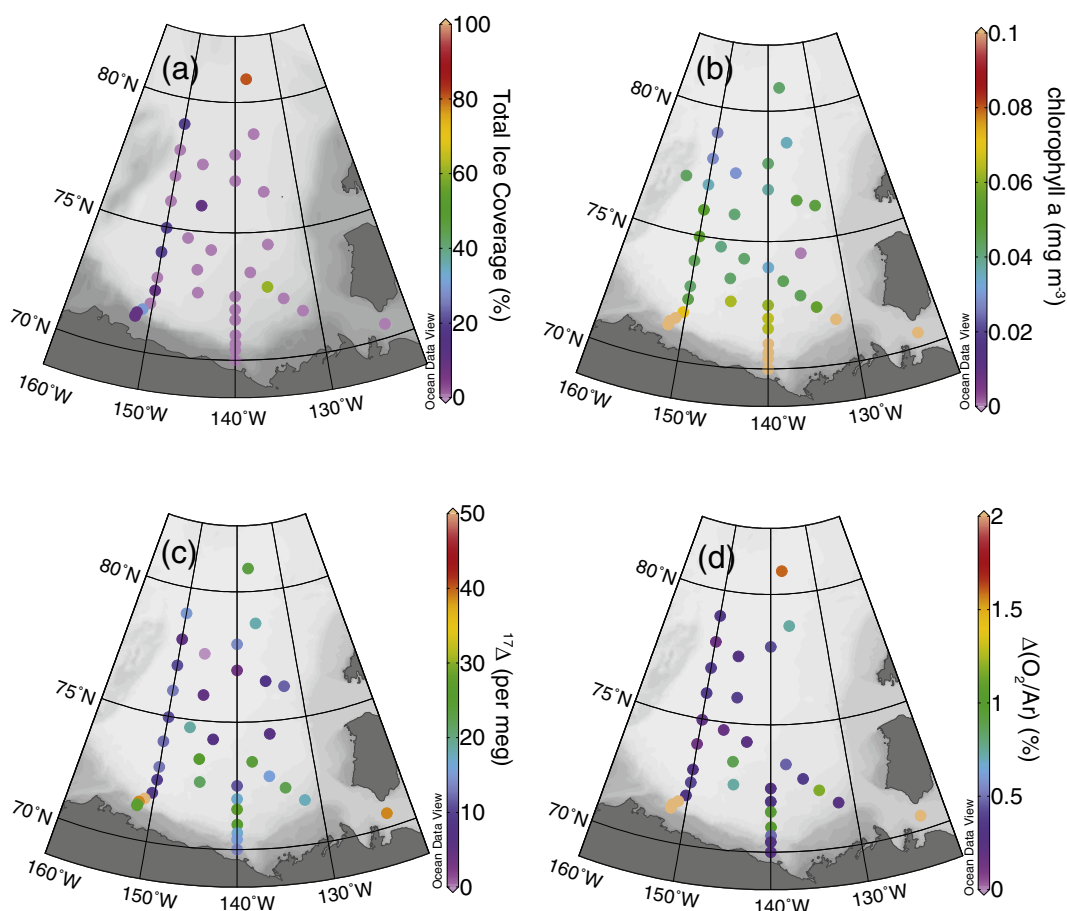 (a)
80˚N
75˚N
70˚N
160˚W
150˚W
140˚W
130˚W
Ocean Data View
100
80
60
40
20
0
Total Ice Coverage (%)
(b)
80˚N
75˚N
70˚N
160˚W
150˚W
140˚W
130˚W
Ocean Data View
0.1
0.08
0.06
0.04
0.02
0
chlorophyll a (mg m⁻³)
(c)
80˚N
75˚N
70˚N
160˚W
150˚W
140˚W
130˚W
Ocean Data View
50
40
30
20
10
0
¹⁷Δ (per meg)
(d)
80˚N
75˚N
70˚N
160˚W
150˚W
140˚W
130˚W
Ocean Data View
2
1.5
1
0.5
0
Δ(O₂/Ar) (%)